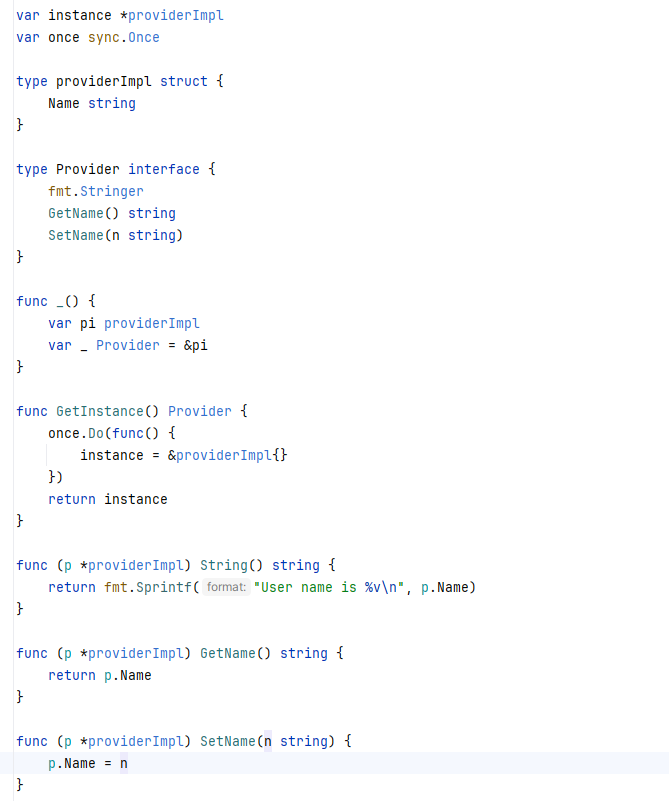 var instance *providerImpl
var once sync.Once

type providerImpl struct {
    Name string
}

type Provider interface {
    fmt.Stringer
    GetName() string
    SetName(n string)
}

func _() {
    var pi providerImpl
    var _ Provider = &pi
}

func GetInstance() Provider {
    once.Do(func() {
        instance = &providerImpl{}
    })
    return instance
}

func (p *providerImpl) String() string {
    return fmt.Sprintf( format: "User name is %v\n", p.Name)
}

func (p *providerImpl) GetName() string {
    return p.Name
}

func (p *providerImpl) SetName(n string) {
    p.Name = n
}